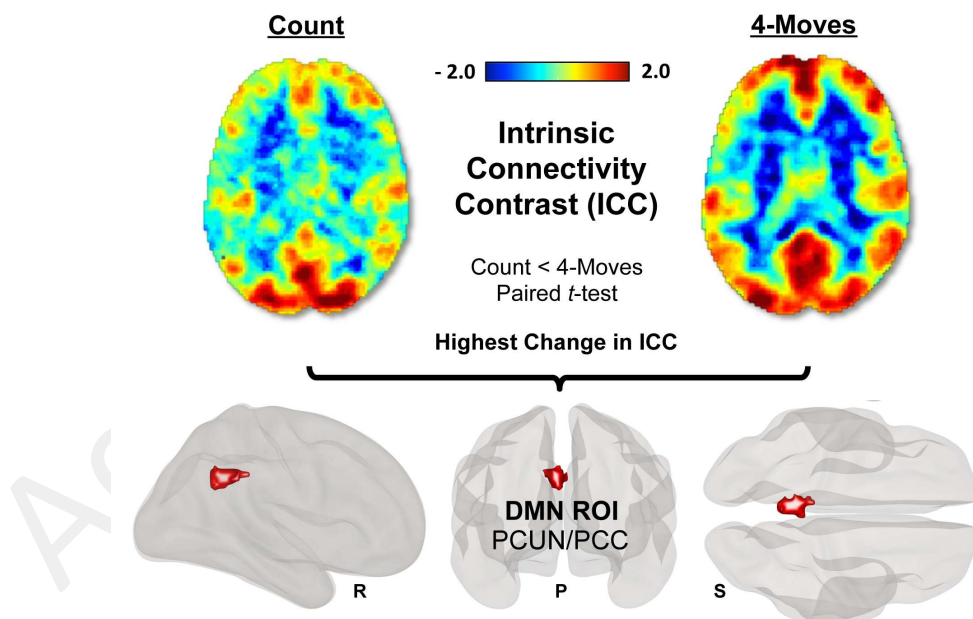 Count
4-Moves
- 2.0
2.0
Intrinsic
Connectivity
Contrast (ICC)
Count < 4-Moves
Paired t-test
Highest Change in ICC
DMN ROI
PCUN/PCC
R
P
S